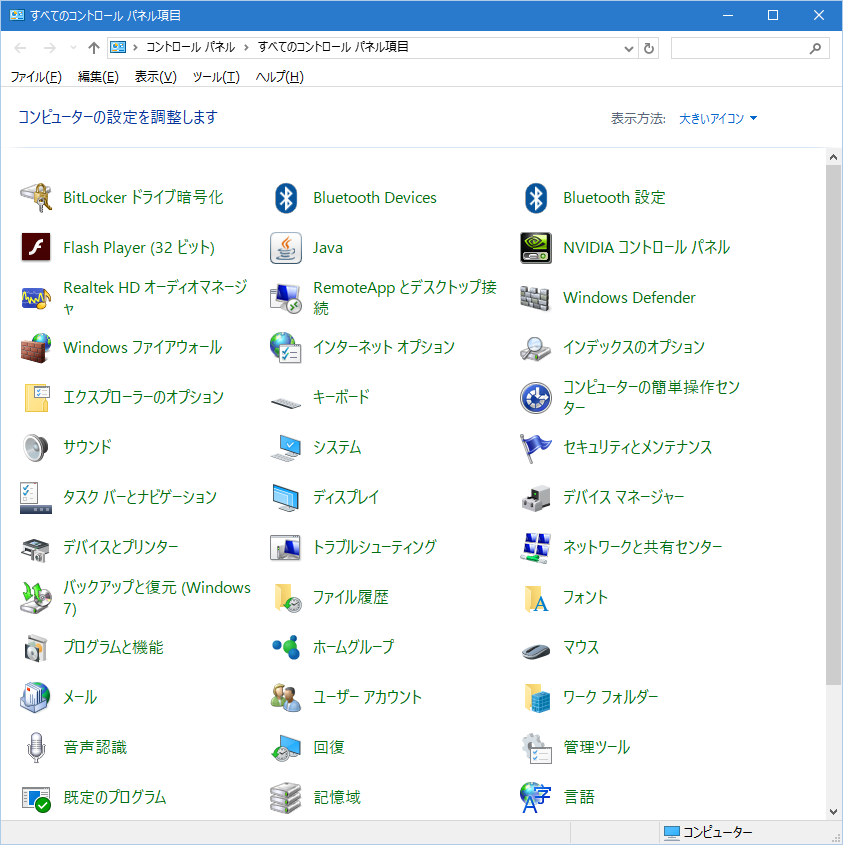 すべてのコントロール パネル項目
コントロール パネル › すべてのコントロール パネル項目
ファイル(F) 編集(E) 表示(V) ツール(T) ヘルプ(H)
コンピューターの設定を調整します
表示方法: 大きいアイコン
BitLocker ドライブ暗号化
Bluetooth Devices
Bluetooth 設定
Flash Player (32 ビット)
Java
NVIDIA コントロール パネル
Realtek HD オーディオマネージ
ャ
RemoteApp とデスクトップ接
続
Windows Defender
Windows ファイアウォール
インターネット オプション
インデックスのオプション
エクスプローラーのオプション
キーボード
コンピューターの簡単操作セン
ター
サウンド
システム
セキュリティとメンテナンス
タスク バーとナビゲーション
ディスプレイ
デバイス マネージャー
デバイスとプリンター
トラブルシューティング
ネットワークと共有センター
バックアップと復元 (Windows
7)
ファイル履歴
フォント
プログラムと機能
ホームグループ
マウス
メール
ユーザー アカウント
ワーク フォルダー
音声認識
回復
管理ツール
既定のプログラム
記憶域
言語
コンピューター